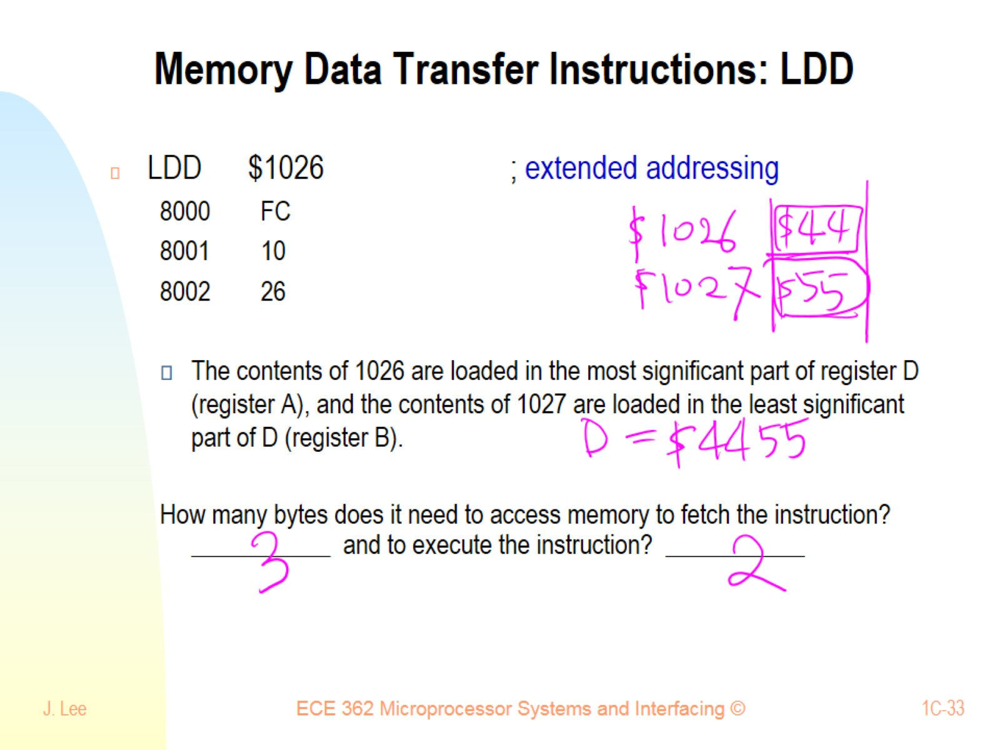 Memory Data Transfer Instructions: LDD
LDD $1026 ; extended addressing
8000 FC
8001 10
8002 26
$1026 $44
$1027 $55
The contents of 1026 are loaded in the most significant part of register D
(register A), and the contents of 1027 are loaded in the least significant
part of D (register B).
D = $4455
How many bytes does it need to access memory to fetch the instruction?
3 and to execute the instruction? 2
J. Lee ECE 362 Microprocessor Systems and Interfacing © 1C-33